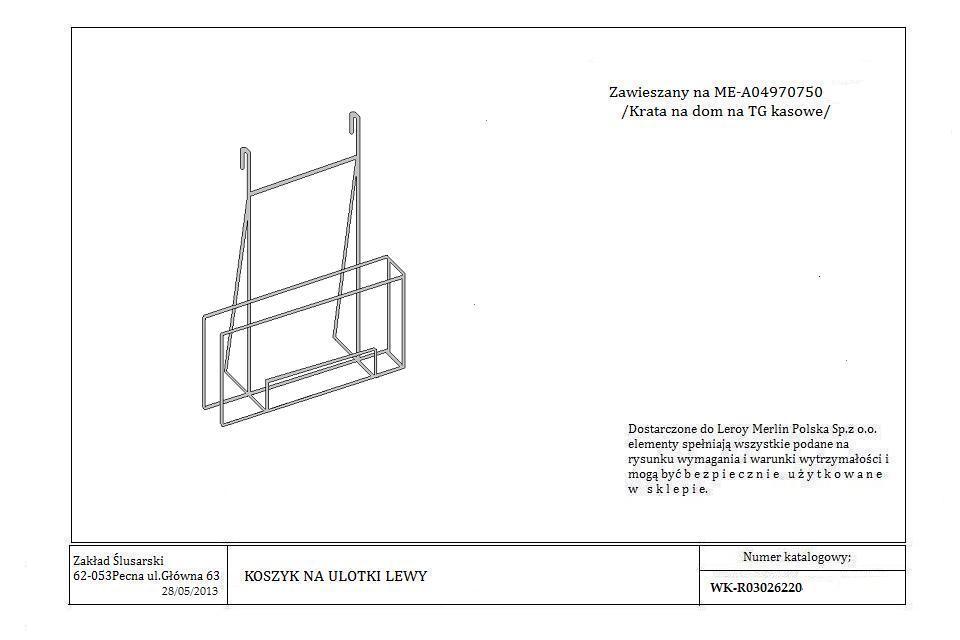 Zawieszany na ME-A04970750
/Krata na dom na TG kasowe/
Dostarczone do Leroy Merlin Polska Sp.z o.o.
elementy spełniają wszystkie podane na
rysunku wymagania i warunki wytrzymałości i
mogą być b e z p i e c z n i e u ż y t k o w a n e
w s k l e p i e.
Zakład Ślusarski
62-053Pecna ul.Główna 63
28/05/2013
KOSZYK NA ULOTKI LEWY
Numer katalogowy;
WK-R03026220